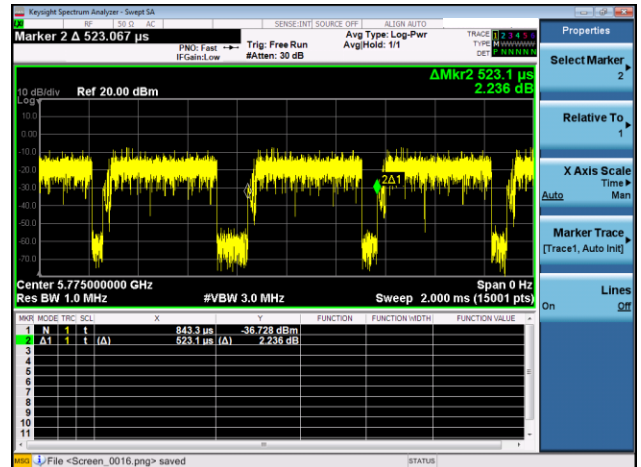 Keysight Spectrum Analyzer - Swept SA
RF 50 Ω AC SENSE:INT SOURCE OFF ALIGN AUTO
Marker 2 Δ 523.067 µs
PNO: Fast Trig: Free Run
IFGain:Low #Atten: 30 dB
Avg Type: Log-Pwr
Avg|Hold: 1/1
TRACE 1 2 3 4 5 6
TYPE M WWWWW
DET P NNNNN
ΔMkr2 523.1 µs
2.236 dB
10 dB/div Ref 20.00 dBm
Log
10.0
0.00
-10.0
-20.0
-30.0
-40.0
-50.0
-60.0
-70.0
2Δ1
Center 5.775000000 GHz Span 0 Hz
Res BW 1.0 MHz #VBW 3.0 MHz Sweep 2.000 ms (15001 pts)
MKR MODE TRC SCL X Y FUNCTION FUNCTION WIDTH FUNCTION VALUE
1 N 1 t 843.3 µs -36.728 dBm
2 Δ1 1 t (Δ) 523.1 µs (Δ) 2.236 dB
3
4
5
6
7
8
9
10
11
MSG File <Screen_0016.png> saved STATUS
Properties
Select Marker
2
Relative To
1
X Axis Scale
Time
Auto Man
Marker Trace
[Trace1, Auto Init]
Lines
On Off